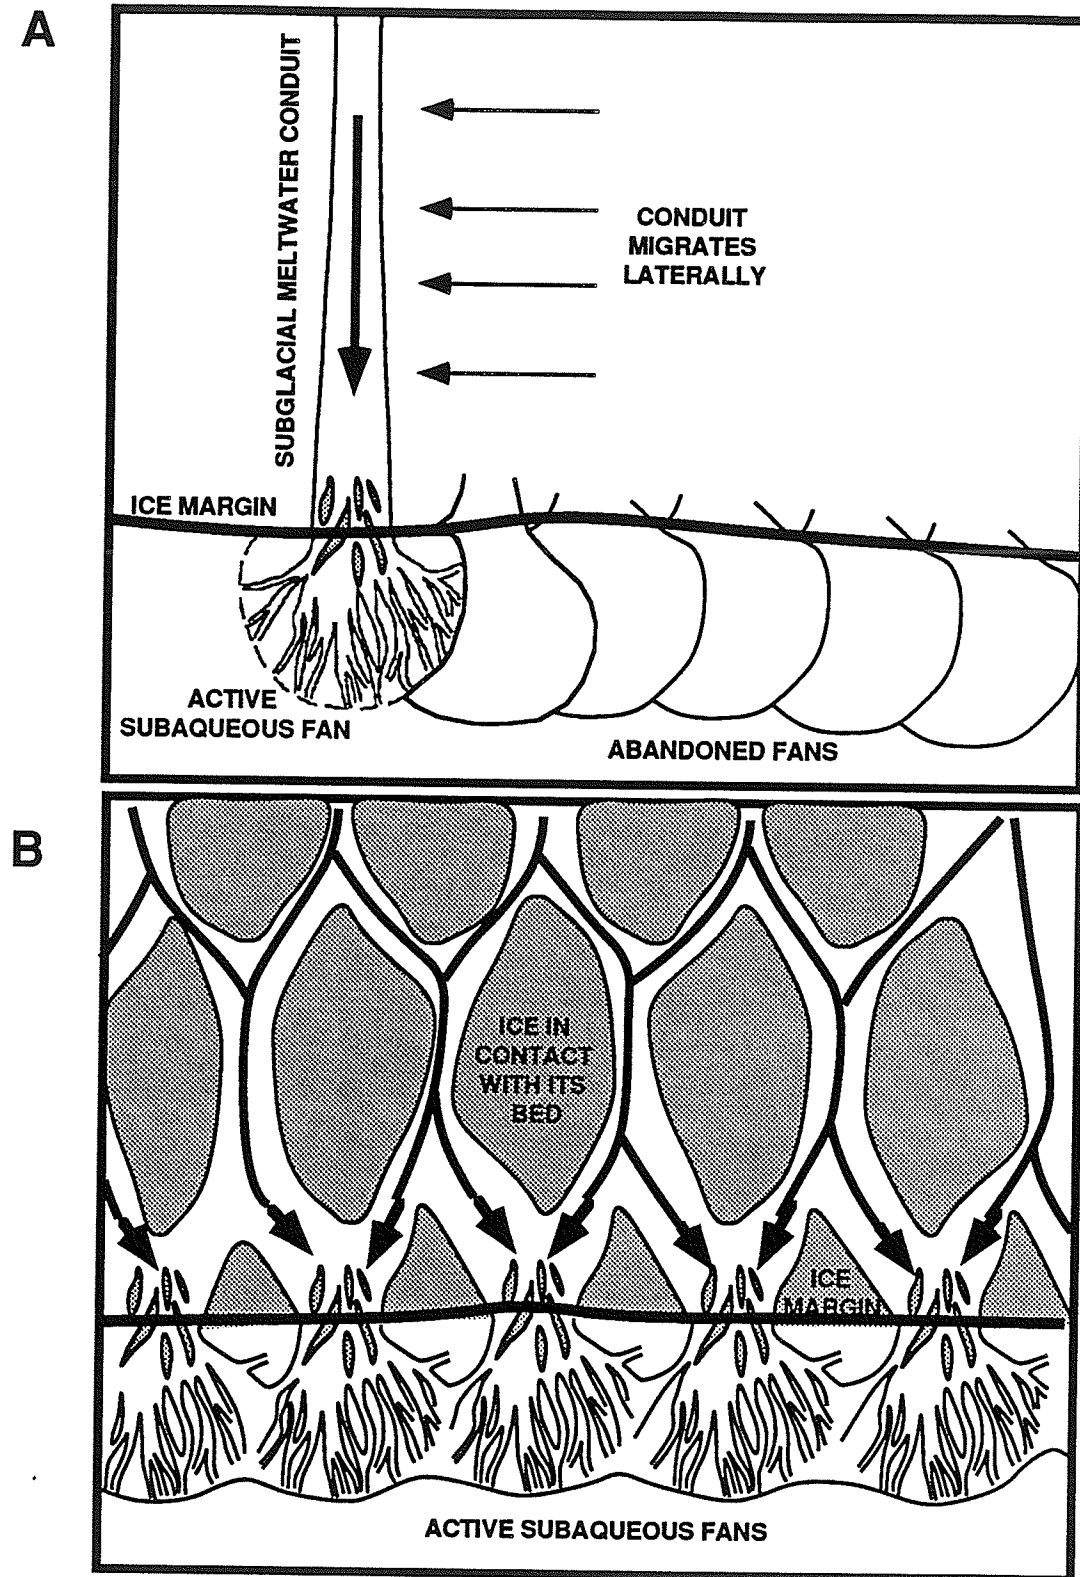 A
SUBGLACIAL MELTWATER CONDUIT
CONDUIT
MIGRATES
LATERALLY
ICE MARGIN
ACTIVE
SUBAQUEOUS FAN
ABANDONED FANS
B
ICE IN
CONTACT
WITH ITS
BED
ICE
MARGIN
ACTIVE SUBAQUEOUS FANS